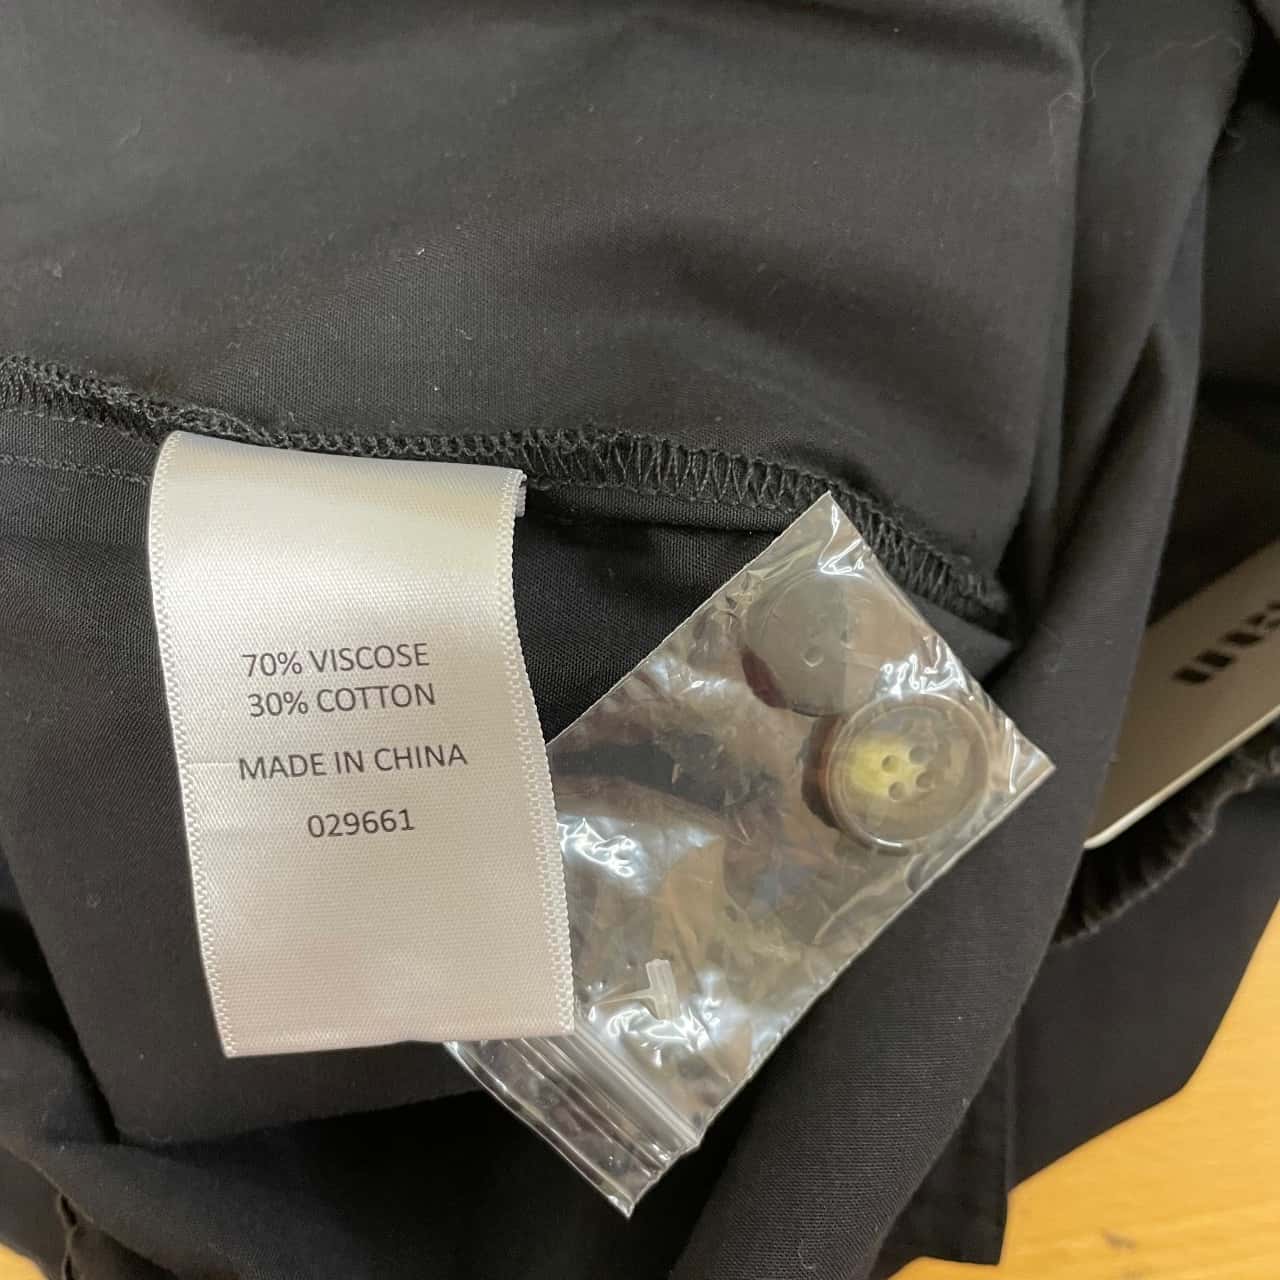 70% VISCOSE
30% COTTON
MADE IN CHINA
029661